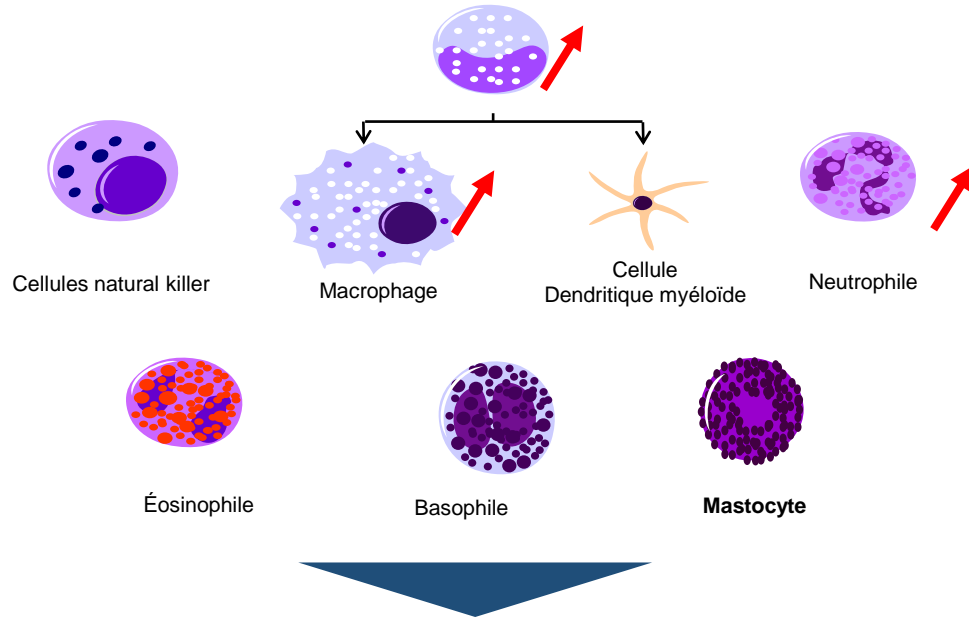 Cellules natural killer
Macrophage
Cellule
Dendritique myéloïde
Neutrophile
Éosinophile
Basophile
Mastocyte